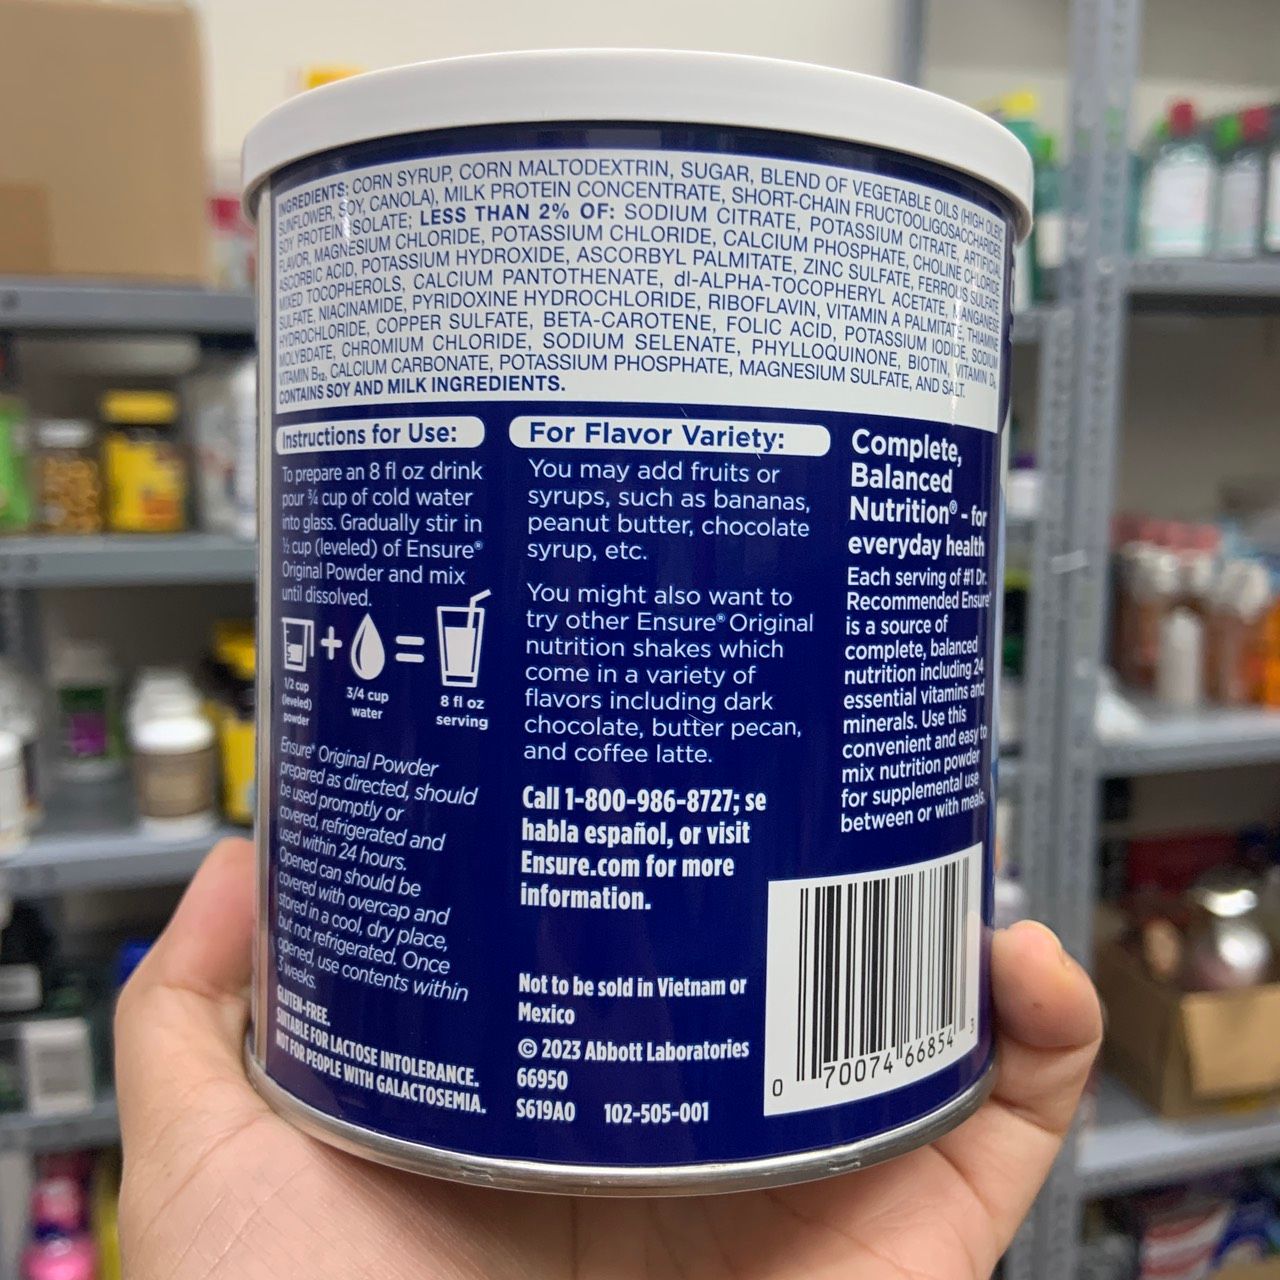 INGREDIENTS: CORN SYRUP, CORN MALTODEXTRIN, SUGAR, BLEND OF VEGETABLE OILS (HIGH OLEIC
SUNFLOWER, SOY, CANOLA), MILK PROTEIN CONCENTRATE, SHORT-CHAIN FRUCTOOLIGOSACCHARIDES,
SOY PROTEIN ISOLATE; LESS THAN 2% OF: SODIUM CITRATE, POTASSIUM CITRATE, ARTIFICIAL
FLAVOR, MAGNESIUM CHLORIDE, POTASSIUM CHLORIDE, CALCIUM PHOSPHATE, CHOLINE CHLORIDE,
ASCORBIC ACID, POTASSIUM HYDROXIDE, ASCORBYL PALMITATE, ZINC SULFATE, FERROUS SULFATE,
MIXED TOCOPHEROLS, CALCIUM PANTOTHENATE, dl-ALPHA-TOCOPHERYL ACETATE, MANGANESE
SULFATE, NIACINAMIDE, PYRIDOXINE HYDROCHLORIDE, RIBOFLAVIN, VITAMIN A PALMITATE, THIAMINE
HYDROCHLORIDE, COPPER SULFATE, BETA-CAROTENE, FOLIC ACID, POTASSIUM IODIDE, SODIUM
MOLYBDATE, CHROMIUM CHLORIDE, SODIUM SELENATE, PHYLLOQUINONE, BIOTIN, VITAMIN D₃,
VITAMIN B₁₂, CALCIUM CARBONATE, POTASSIUM PHOSPHATE, MAGNESIUM SULFATE, AND SALT.
CONTAINS SOY AND MILK INGREDIENTS.
Instructions for Use:
To prepare an 8 fl oz drink
pour ¾ cup of cold water
into glass. Gradually stir in
½ cup (leveled) of Ensure®
Original Powder and mix
until dissolved.
1/2 cup
(leveled)
powder
3/4 cup
water
8 fl oz
serving
Ensure® Original Powder
prepared as directed, should
be used promptly or
covered, refrigerated and
used within 24 hours.
Opened can should be
covered with overcap and
stored in a cool, dry place,
but not refrigerated. Once
opened, use contents within
3 weeks.
GLUTEN-FREE.
SUITABLE FOR LACTOSE INTOLERANCE.
NOT FOR PEOPLE WITH GALACTOSEMIA.
For Flavor Variety:
You may add fruits or
syrups, such as bananas,
peanut butter, chocolate
syrup, etc.
You might also want to
try other Ensure® Original
nutrition shakes which
come in a variety of
flavors including dark
chocolate, butter pecan,
and coffee latte.
Call 1-800-986-8727; se
habla español, or visit
Ensure.com for more
information.
Not to be sold in Vietnam or
Mexico
© 2023 Abbott Laboratories
66950
S619A0 102-505-001
Complete,
Balanced
Nutrition® - for
everyday health
Each serving of #1 Dr.
Recommended Ensure®
is a source of
complete, balanced
nutrition including 24
essential vitamins and
minerals. Use this
convenient and easy to
mix nutrition powder
for supplemental use
between or with meals.
0 70074 66854 3